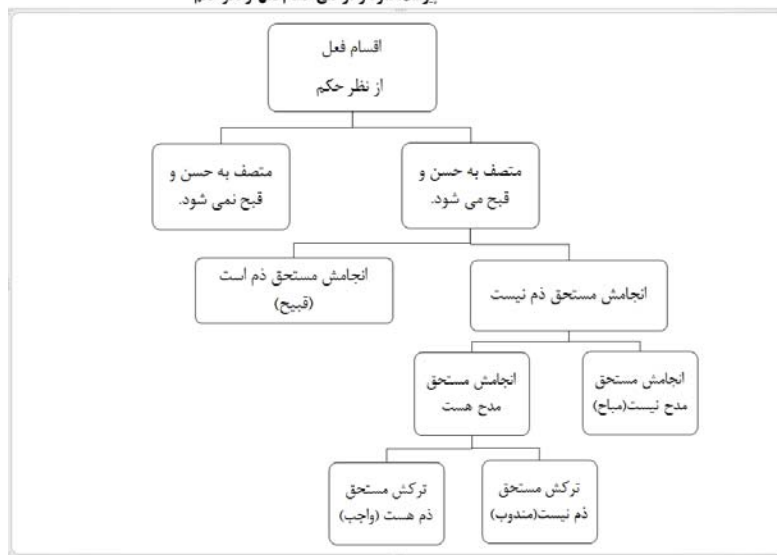 اقسام فعل
از نظر حکم
متصف به حسن و
قبح می شود.
متصف به حسن و
قبح نمی شود.
انجامش مستحق ذم نیست
انجامش مستحق ذم است
(قبیح)
انجامش مستحق
مدح نیست(مباح)
انجامش مستحق
مدح هست
ترکش مستحق
ذم نیست(مندوب)
ترکش مستحق
ذم هست (واجب)